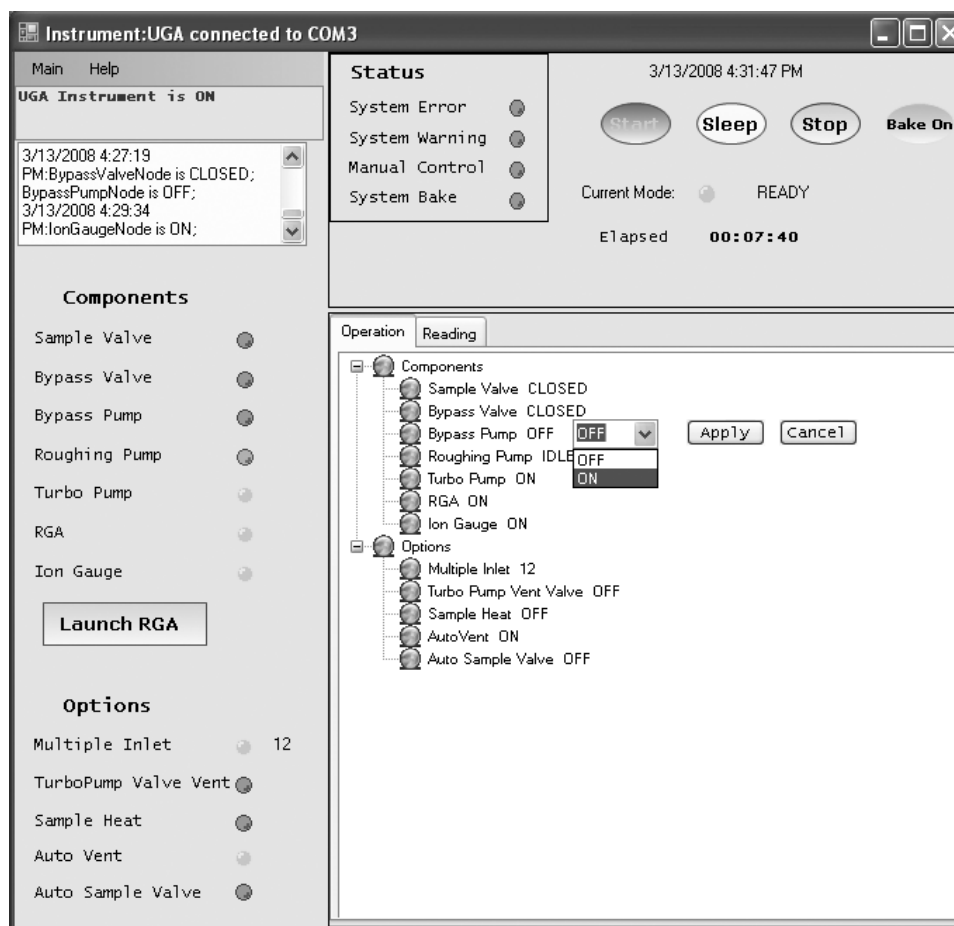 Instrument:UGA connected to COM3
Main Help
UGA Instrument is ON
3/13/2008 4:27:19
PM:BypassValveNode is CLOSED;
BypassPumpNode is OFF;
3/13/2008 4:29:34
PM:IonGaugeNode is ON;
Components
Sample Valve
Bypass Valve
Bypass Pump
Roughing Pump
Turbo Pump
RGA
Ion Gauge
Launch RGA
Options
Multiple Inlet 12
TurboPump Valve Vent
Sample Heat
Auto Vent
Auto Sample Valve
Status
System Error
System Warning
Manual Control
System Bake
3/13/2008 4:31:47 PM
Start Sleep Stop Bake On
Current Mode: READY
Elapsed 00:07:40
Operation Reading
Components
Sample Valve CLOSED
Bypass Valve CLOSED
Bypass Pump OFF OFF Apply Cancel
Roughing Pump IDLE OFF
Turbo Pump ON ON
RGA ON
Ion Gauge ON
Options
Multiple Inlet 12
Turbo Pump Vent Valve OFF
Sample Heat OFF
AutoVent ON
Auto Sample Valve OFF